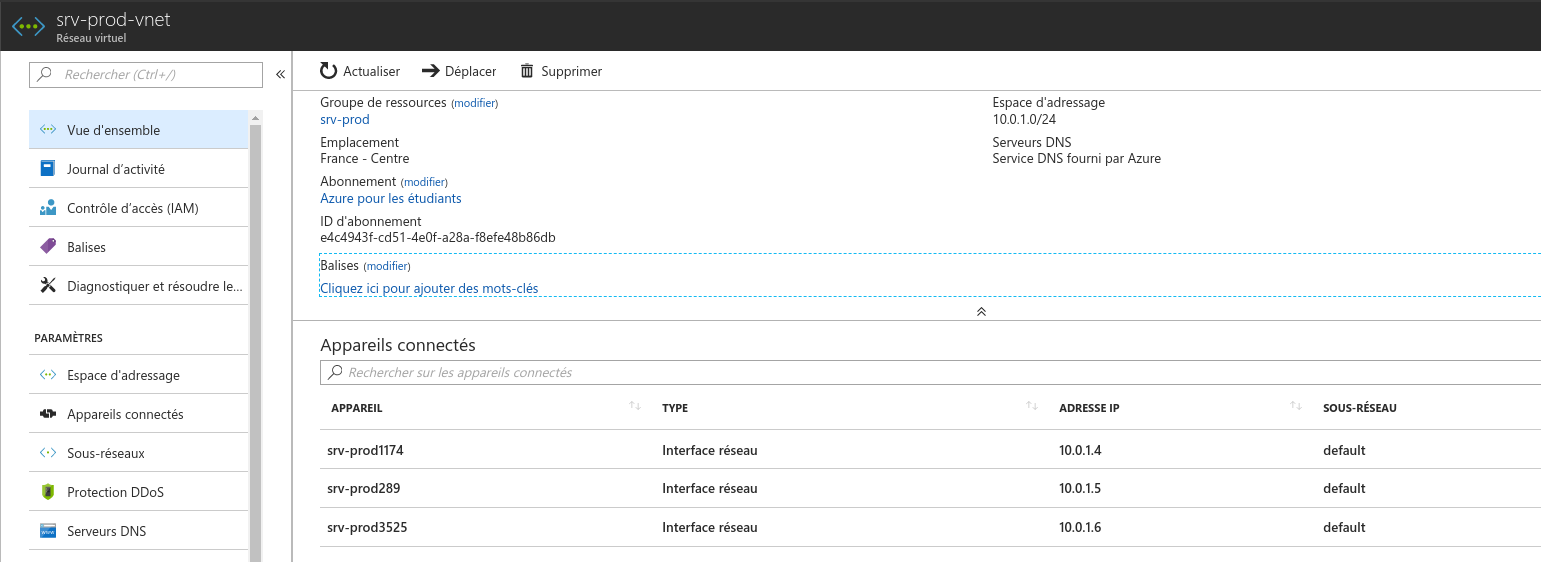 srv-prod-vnet
Réseau virtuel
Rechercher (Ctrl+/)
Vue d'ensemble
Journal d’activité
Contrôle d’accès (IAM)
Balises
Diagnostiquer et résoudre le...
PARAMÈTRES
Espace d'adressage
Appareils connectés
Sous-réseaux
Protection DDoS
Serveurs DNS
Actualiser Déplacer Supprimer
Groupe de ressources (modifier)
srv-prod
Emplacement
France - Centre
Abonnement (modifier)
Azure pour les étudiants
ID d'abonnement
e4c4943f-cd51-4e0f-a28a-f8efe48b86db
Balises (modifier)
Cliquez ici pour ajouter des mots-clés
Espace d'adressage
10.0.1.0/24
Serveurs DNS
Service DNS fourni par Azure
Appareils connectés
Rechercher sur les appareils connectés
APPAREIL TYPE ADRESSE IP SOUS-RÉSEAU
srv-prod1174 Interface réseau 10.0.1.4 default
srv-prod289 Interface réseau 10.0.1.5 default
srv-prod3525 Interface réseau 10.0.1.6 default